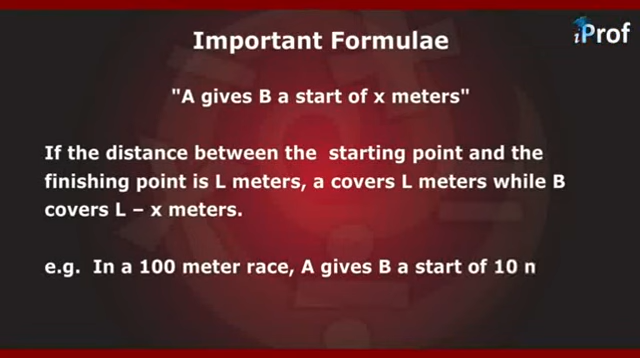 Important Formulae
iProf
"A gives B a start of x meters"
If the distance between the starting point and the
finishing point is L meters, a covers L meters while B
covers L – x meters.
e.g. In a 100 meter race, A gives B a start of 10 n